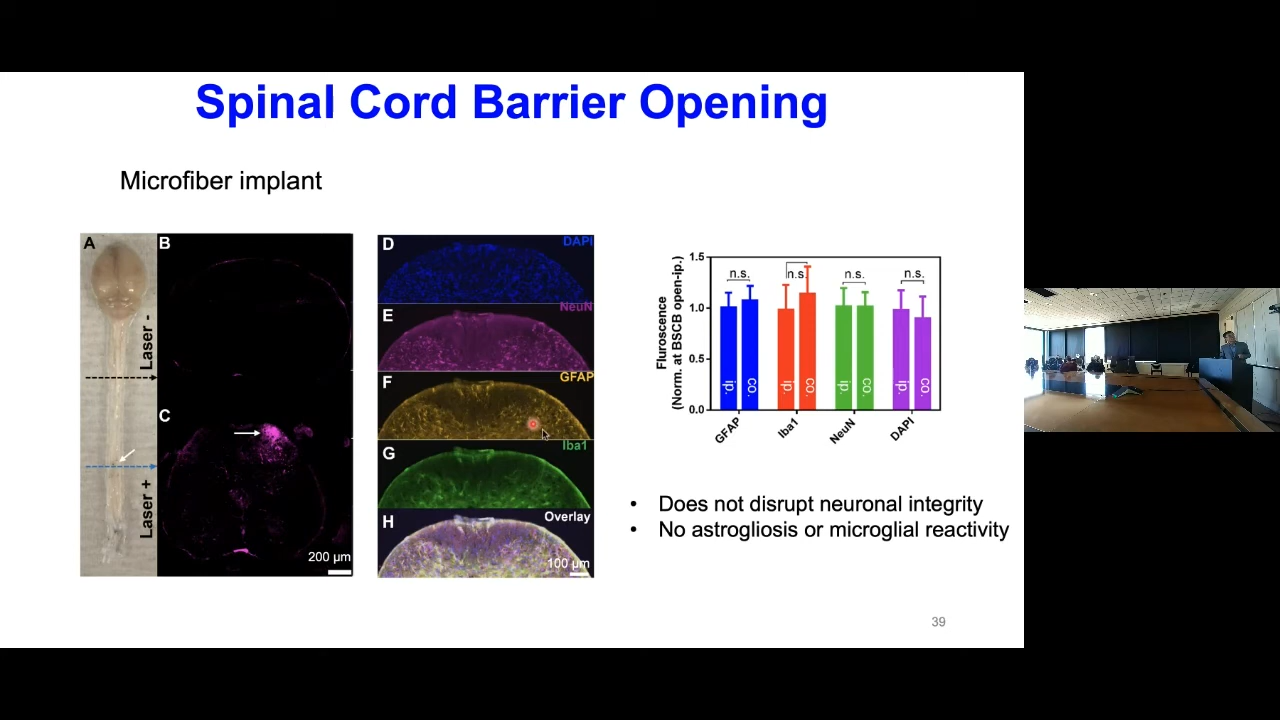 Spinal Cord Barrier Opening
Microfiber implant
A
B
Laser -
C
Laser +
200 µm
D
DAPI
E
NeuN
F
GFAP
G
Iba1
H
Overlay
100 µm
Fluroscence
(Norm. at BSCB open-ip.)
1.5
1.0
0.5
0.0
n.s.
n.s.
n.s.
n.s.
ip.
co.
ip.
co.
ip.
co.
ip.
co.
GFAP
Iba1
NeuN
DAPI
• Does not disrupt neuronal integrity
• No astrogliosis or microglial reactivity
39